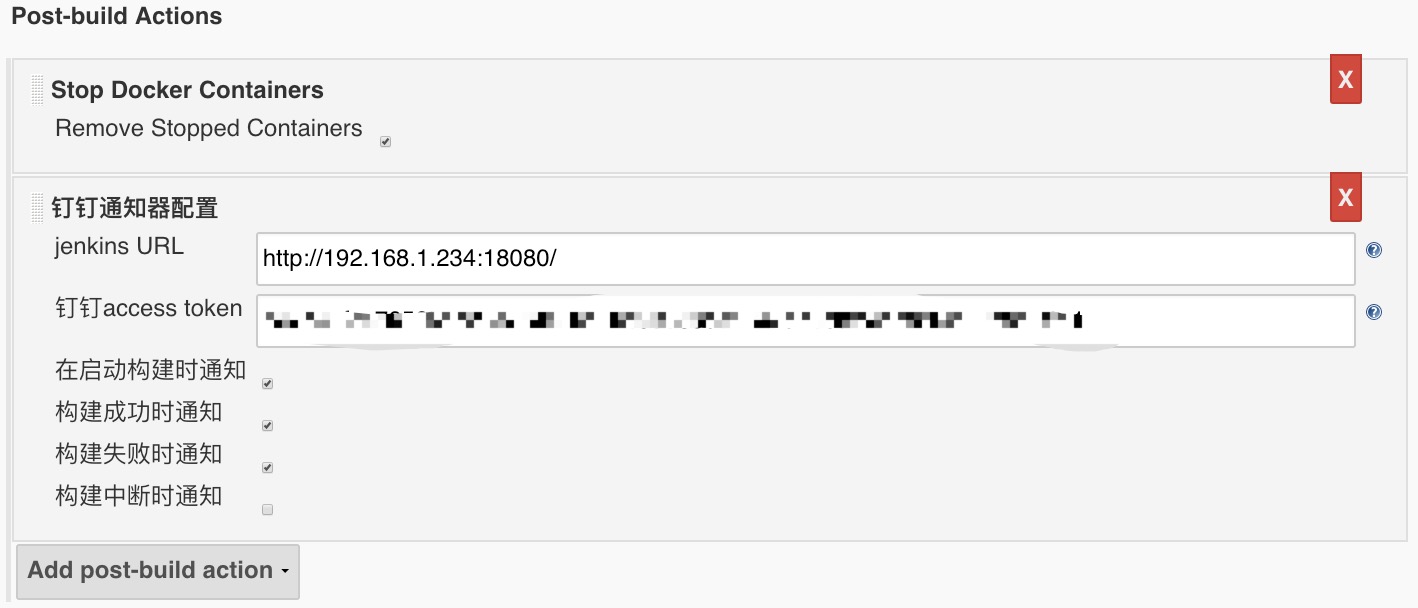 Post-build Actions
Stop Docker Containers
X
Remove Stopped Containers
钉钉通知器配置
X
jenkins URL
http://192.168.1.234:18080/
钉钉access token
在启动构建时通知
构建成功时通知
构建失败时通知
构建中断时通知
Add post-build action